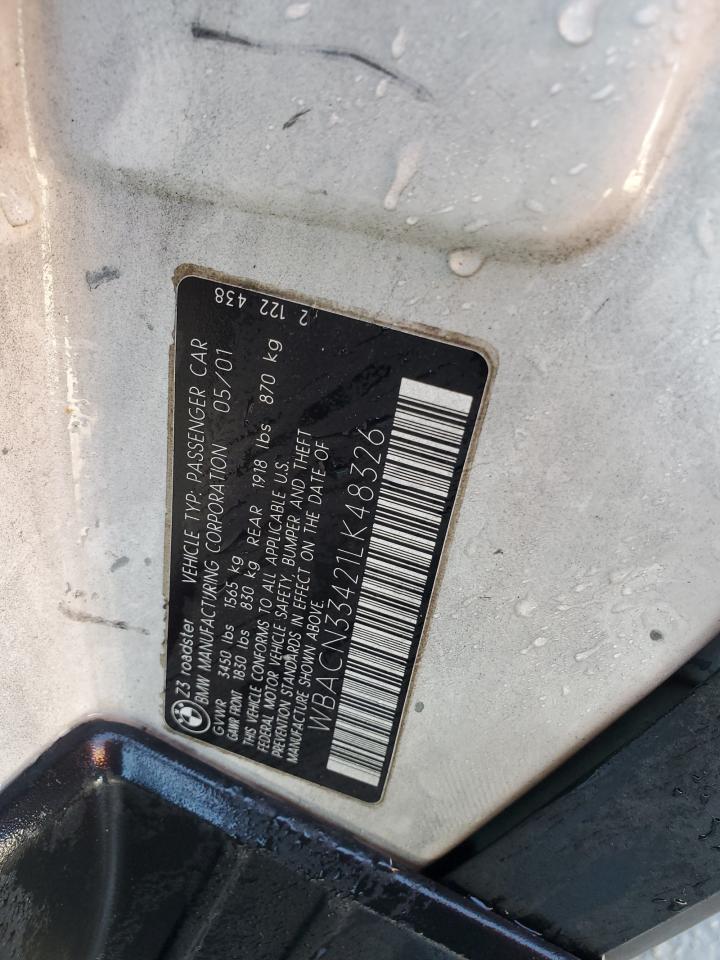 Z3 roadster VEHICLE TYP: PASSENGER CAR
BMW MANUFACTURING CORPORATION 05/01
GVWR 3450 lbs 1565 kg
GAWR FRONT 1830 lbs 830 kg REAR 1918 lbs 870 kg
THIS VEHICLE CONFORMS TO ALL APPLICABLE U.S.
FEDERAL MOTOR VEHICLE SAFETY, BUMPER AND THEFT
PREVENTION STANDARDS IN EFFECT ON THE DATE OF
MANUFACTURE SHOWN ABOVE
WBACN33421LK48326
2 122 438